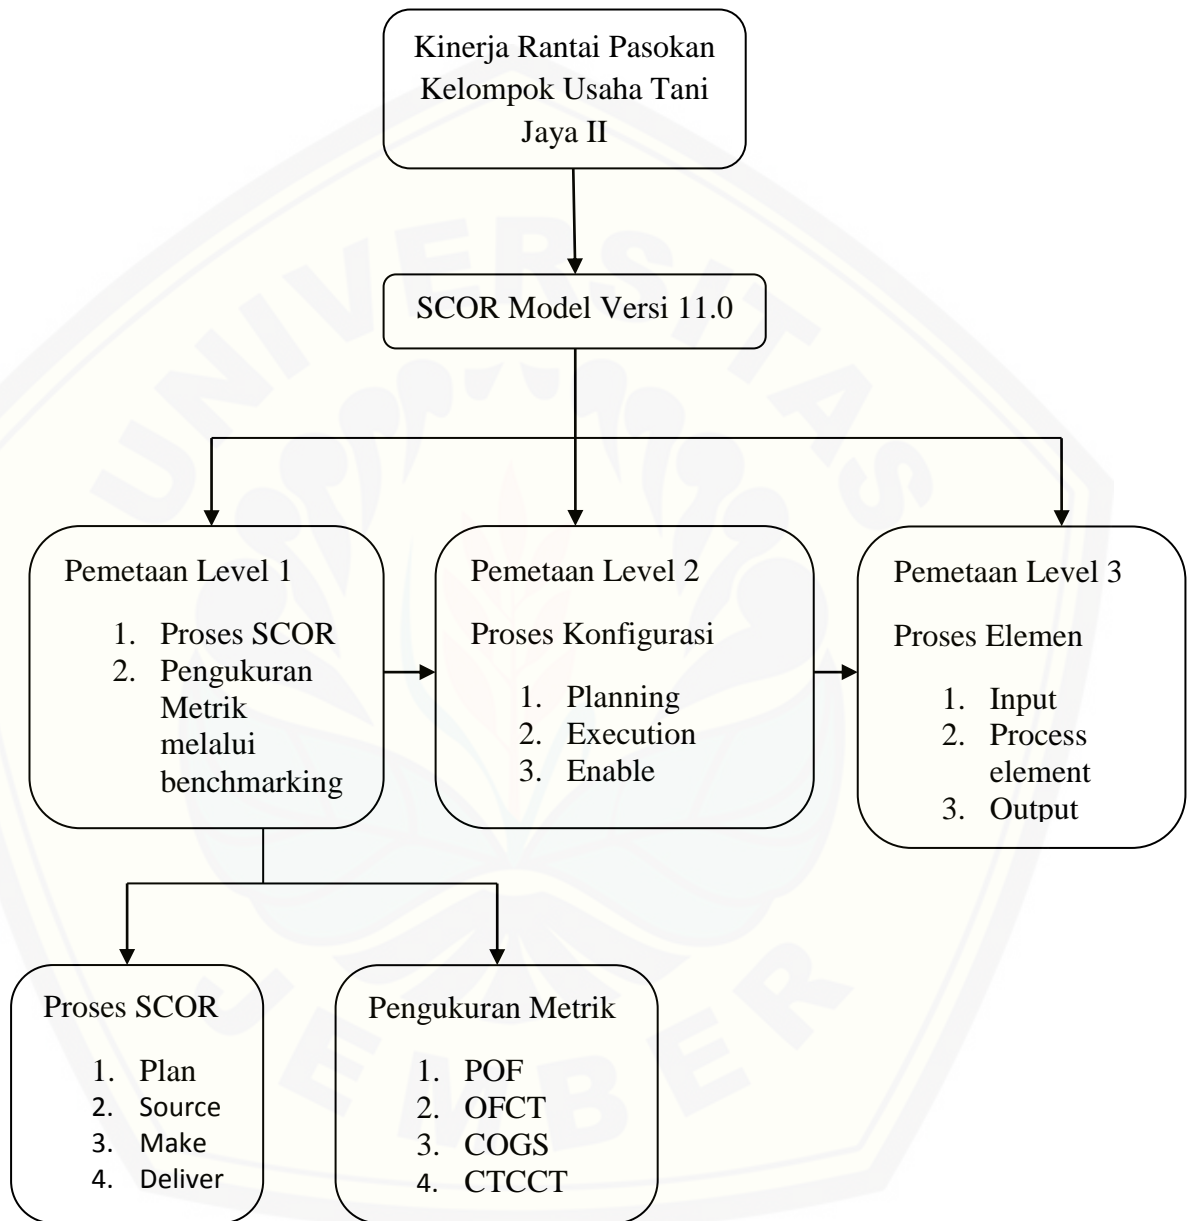 Kinerja Rantai Pasokan
Kelompok Usaha Tani
Jaya II
SCOR Model Versi 11.0
Pemetaan Level 1
1. Proses SCOR
2. Pengukuran
Metrik
melalui
benchmarking
Pemetaan Level 2
Proses Konfigurasi
1. Planning
2. Execution
3. Enable
Pemetaan Level 3
Proses Elemen
1. Input
2. Process
element
3. Output
Proses SCOR
1. Plan
2. Source
3. Make
4. Deliver
Pengukuran Metrik
1. POF
2. OFCT
3. COGS
4. CTCCT
UNIVERSITAS
JEMBER